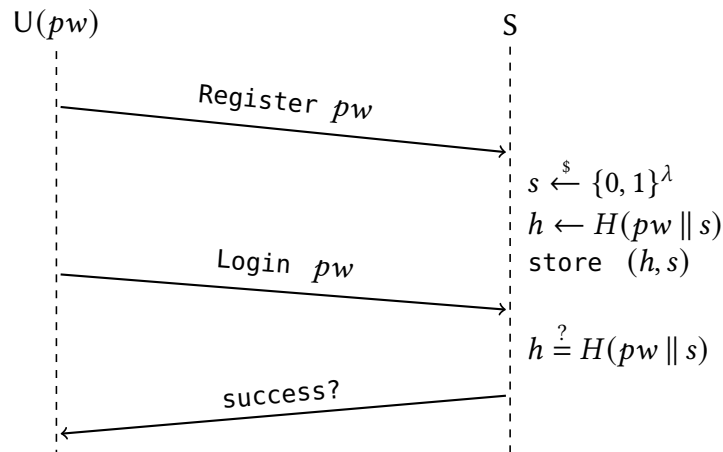 U(pw) S
Register pw
s <-$ {0, 1}^λ
h ← H(pw ∥ s)
store (h, s)
Login pw
h ?= H(pw ∥ s)
success?